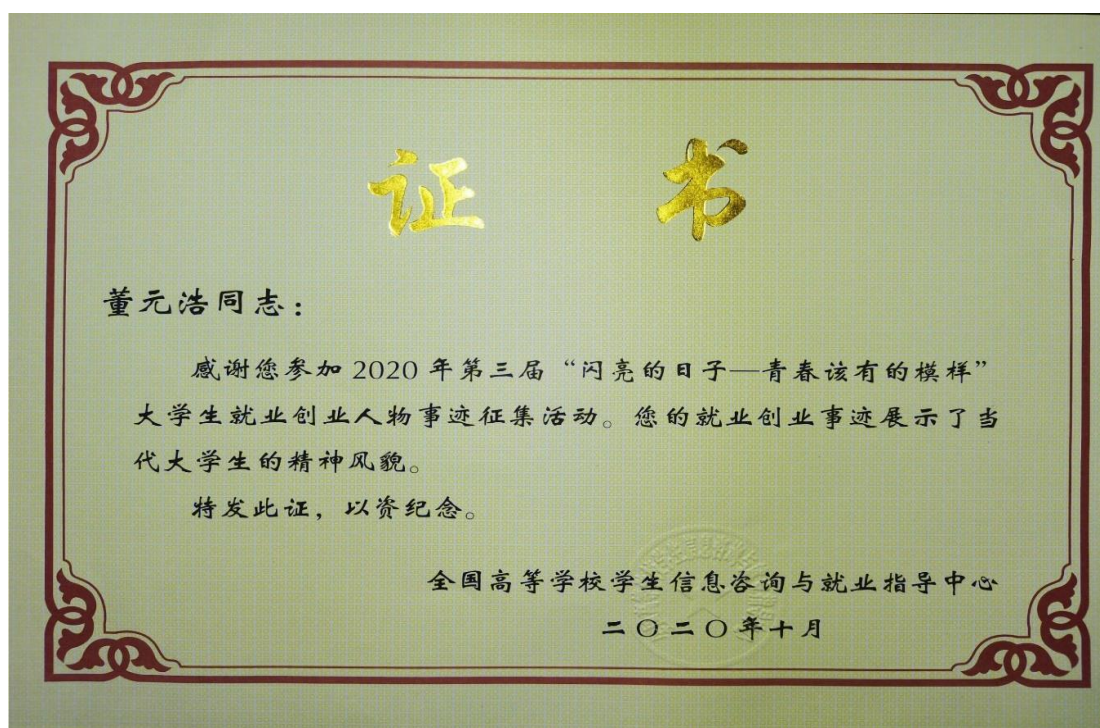 证 书
董元浩同志：
感谢您参加 2020 年第三届“闪亮的日子—青春该有的模样”
大学生就业创业人物事迹征集活动。您的就业创业事迹展示了当
代大学生的精神风貌。
特发此证，以资纪念。
全国高等学校学生信息咨询与就业指导中心
二〇二〇年十月